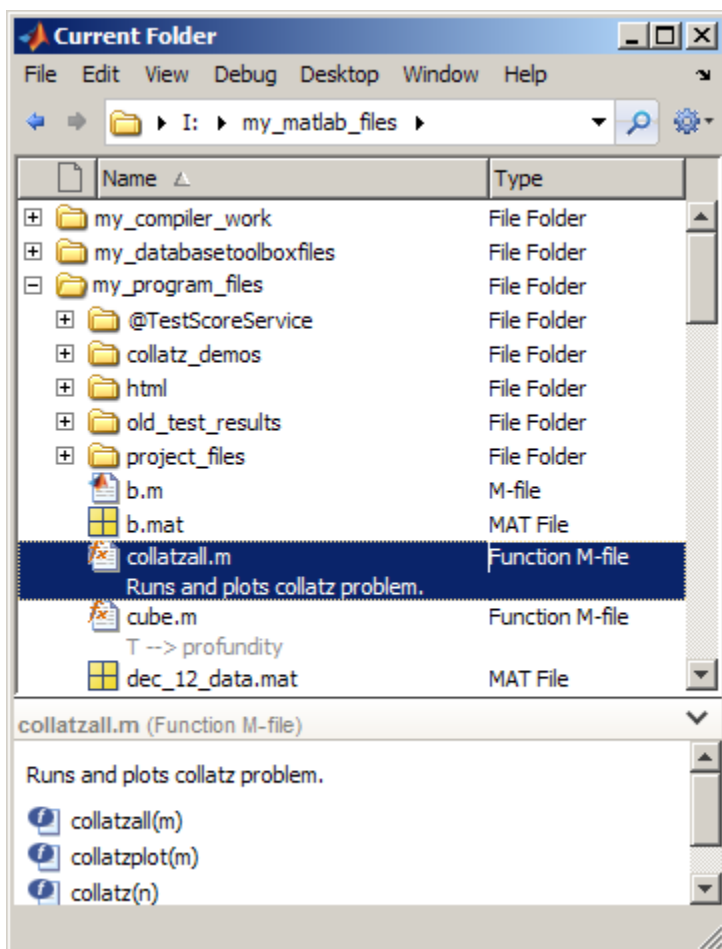 Current Folder
File Edit View Debug Desktop Window Help
I: my_matlab_files
Name Type
my_compiler_work File Folder
my_databasetoolboxfiles File Folder
my_program_files File Folder
@TestScoreService File Folder
collatz_demos File Folder
html File Folder
old_test_results File Folder
project_files File Folder
b.m M-file
b.mat MAT File
collatzall.m Function M-file
Runs and plots collatz problem.
cube.m Function M-file
T --> profundity
dec_12_data.mat MAT File
collatzall.m (Function M-file)
Runs and plots collatz problem.
collatzall(m)
collatzplot(m)
collatz(n)